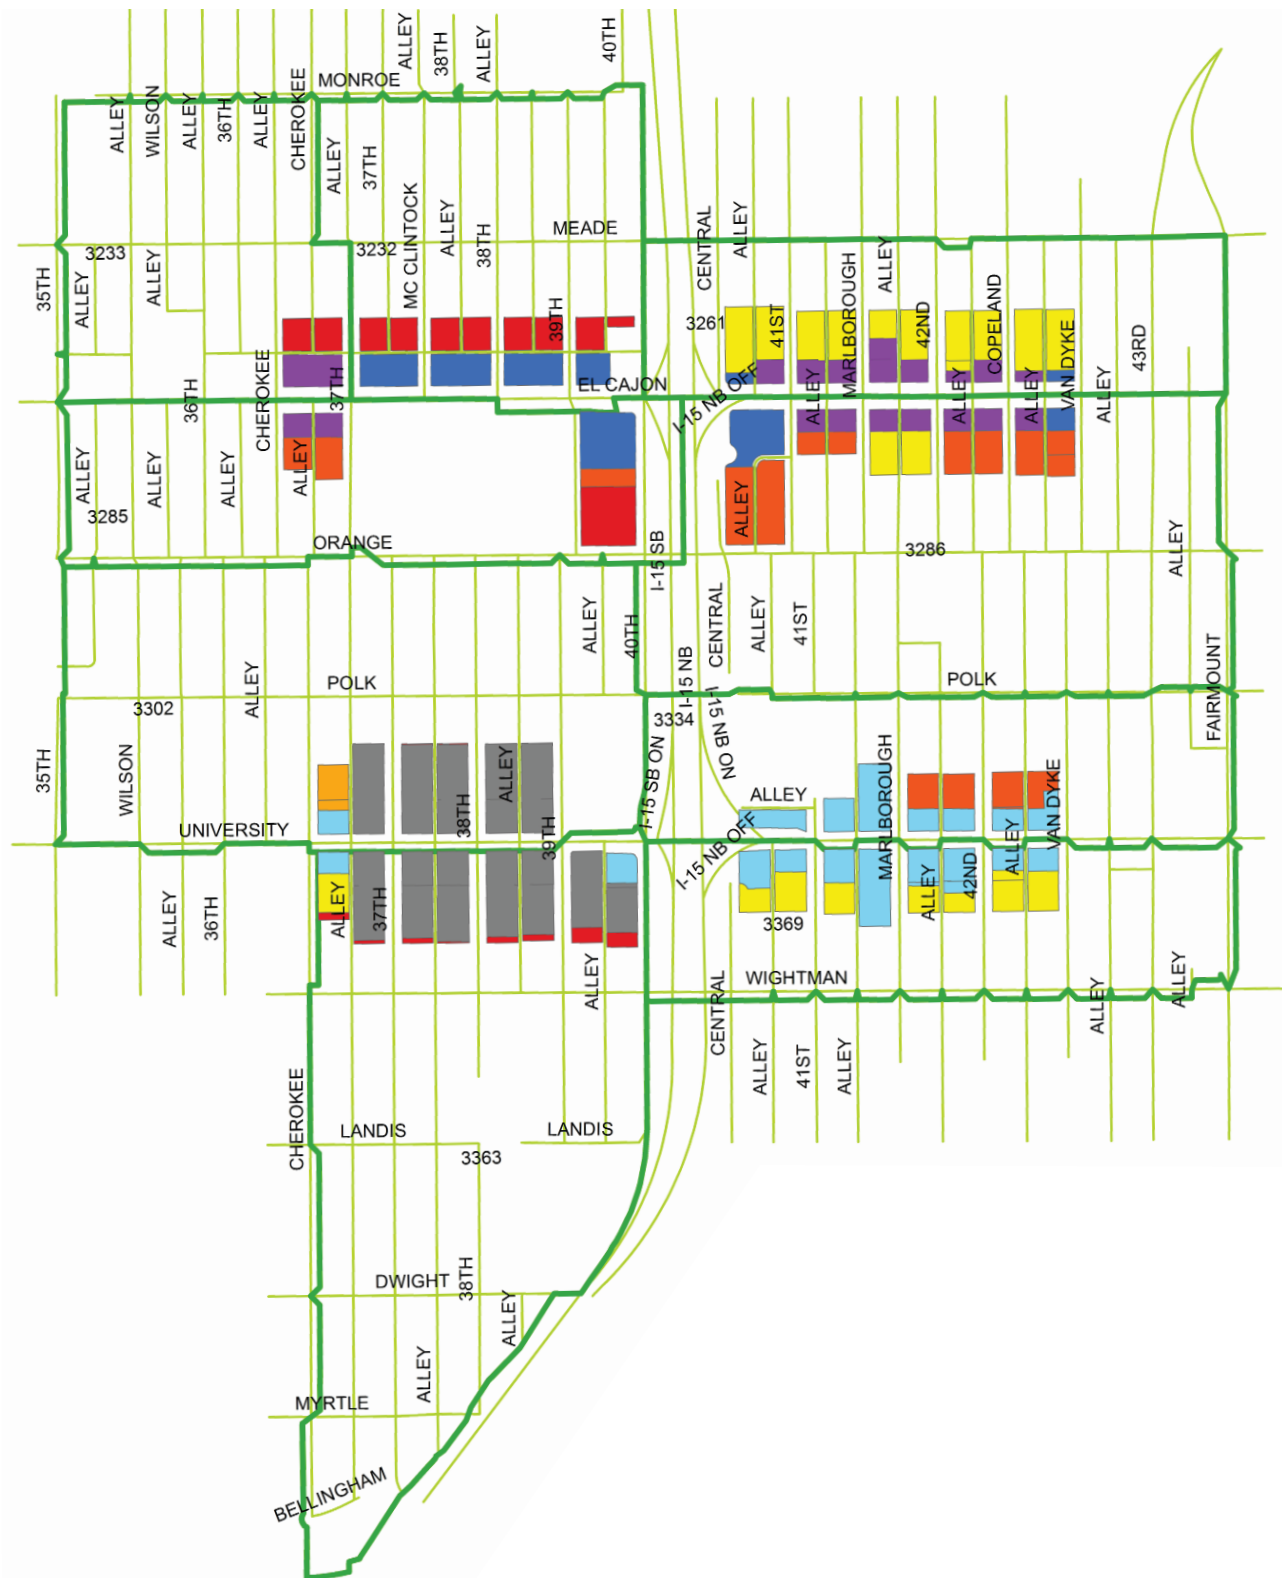 ALLEY
38TH
ALLEY
40TH
MONROE
ALLEY
WILSON
ALLEY
36TH
ALLEY
CHEROKEE
ALLEY
37TH
MC CLINTOCK
ALLEY
38TH
MEADE
CENTRAL
ALLEY
3233
3232
35TH
ALLEY
ALLEY
39TH
3261
41ST
MARLBOROUGH
ALLEY
42ND
COPELAND
VAN DYKE
43RD
36TH
CHEROKEE
37TH
EL CAJON
I-15 NB OFF
ALLEY
ALLEY
ALLEY
ALLEY
ALLEY
ALLEY
ALLEY
ALLEY
3285
ORANGE
I-15 SB
ALLEY
3286
ALLEY
ALLEY
40TH
CENTRAL
ALLEY
41ST
ALLEY
POLK
I-15 NB
POLK
FAIRMOUNT
3302
3334
I-15 NB ON
35TH
WILSON
ALLEY
38TH
39TH
I-15 SB ON
ALLEY
MARLBOROUGH
VAN DYKE
UNIVERSITY
I-15 NB OFF
ALLEY
ALLEY
36TH
ALLEY
37TH
ALLEY
42ND
3369
ALLEY
CENTRAL
WIGHTMAN
ALLEY
ALLEY
ALLEY
41ST
ALLEY
CHEROKEE
LANDIS
LANDIS
3363
DWIGHT
38TH
ALLEY
ALLEY
MYRTLE
BELLINGHAM